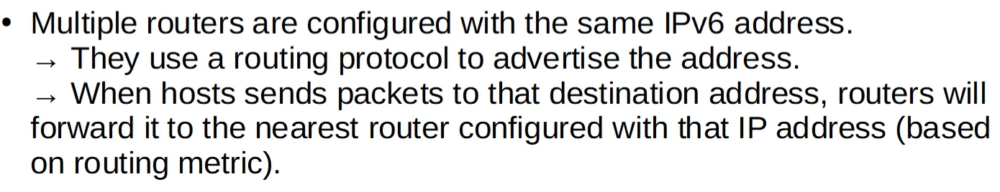 • Multiple routers are configured with the same IPv6 address.
→ They use a routing protocol to advertise the address.
→ When hosts sends packets to that destination address, routers will
forward it to the nearest router configured with that IP address (based
on routing metric).